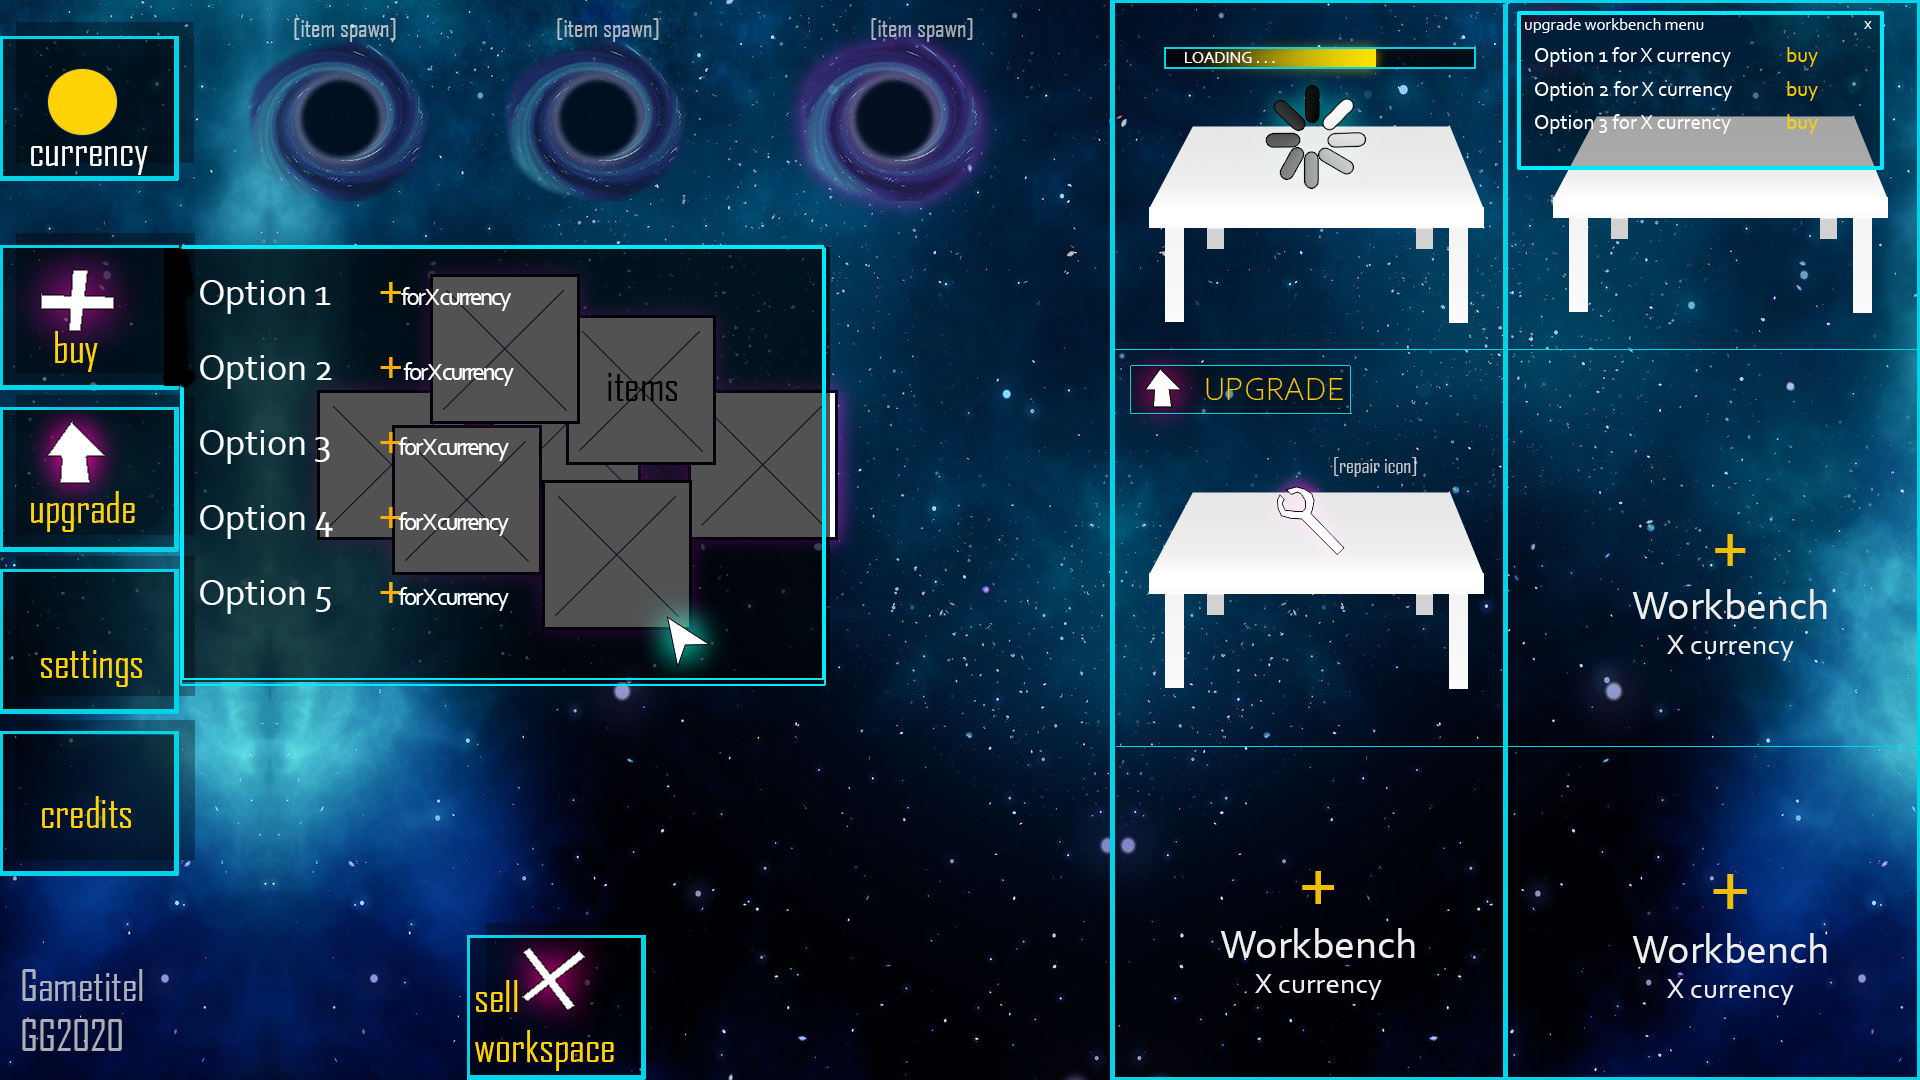 [item spawn]
[item spawn]
[item spawn]
currency
buy
upgrade
settings
credits
Option 1 +forXcurrency
Option 2 +forXcurrency
Option 3 +forXcurrency
Option 4 +forXcurrency
Option 5 +forXcurrency
items
Gametitel
GG2020
sell
workspace
LOADING . . .
upgrade workbench menu x
Option 1 for X currency buy
Option 2 for X currency buy
Option 3 for X currency buy
UPGRADE
[repair icon]
+
Workbench
X currency
+
Workbench
X currency
+
Workbench
X currency